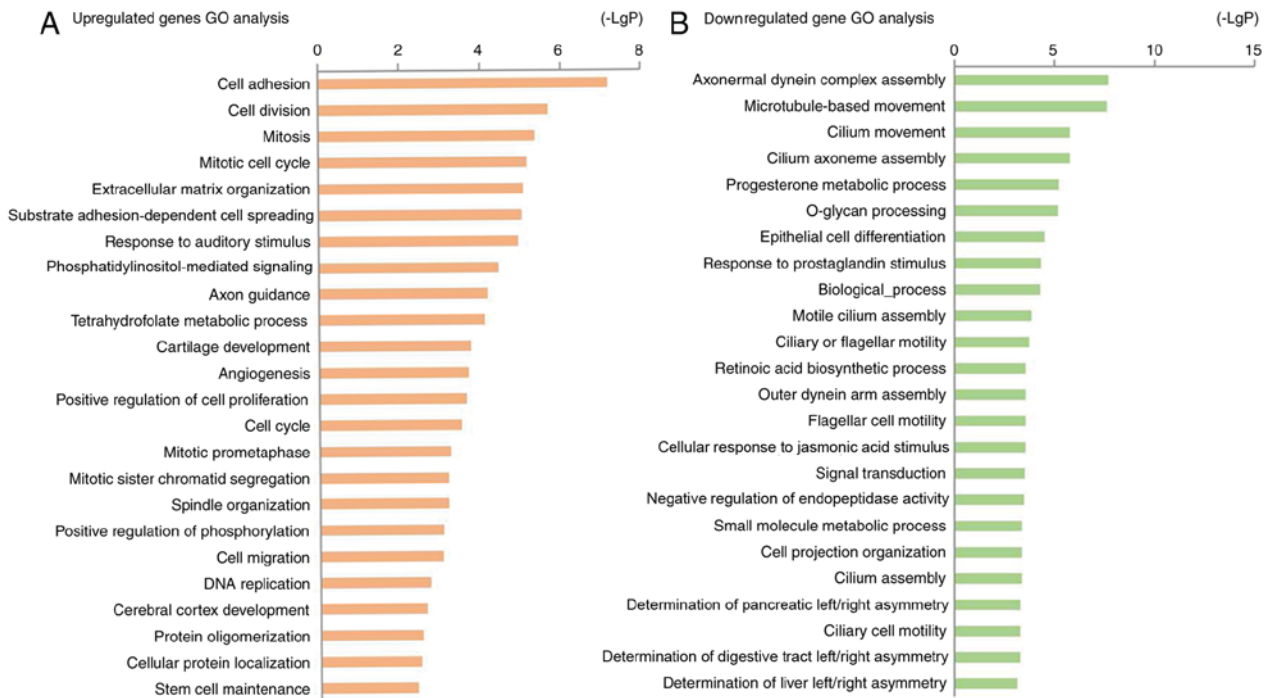 A Upregulated genes GO analysis (-LgP)
0 2 4 6 8
Cell adhesion
Cell division
Mitosis
Mitotic cell cycle
Extracellular matrix organization
Substrate adhesion-dependent cell spreading
Response to auditory stimulus
Phosphatidylinositol-mediated signaling
Axon guidance
Tetrahydrofolate metabolic process
Cartilage development
Angiogenesis
Positive regulation of cell proliferation
Cell cycle
Mitotic prometaphase
Mitotic sister chromatid segregation
Spindle organization
Positive regulation of phosphorylation
Cell migration
DNA replication
Cerebral cortex development
Protein oligomerization
Cellular protein localization
Stem cell maintenance
B Downregulated gene GO analysis (-LgP)
0 5 10 15
Axonermal dynein complex assembly
Microtubule-based movement
Cilium movement
Cilium axoneme assembly
Progesterone metabolic process
O-glycan processing
Epithelial cell differentiation
Response to prostaglandin stimulus
Biological_process
Motile cilium assembly
Ciliary or flagellar motility
Retinoic acid biosynthetic process
Outer dynein arm assembly
Flagellar cell motility
Cellular response to jasmonic acid stimulus
Signal transduction
Negative regulation of endopeptidase activity
Small molecule metabolic process
Cell projection organization
Cilium assembly
Determination of pancreatic left/right asymmetry
Ciliary cell motility
Determination of digestive tract left/right asymmetry
Determination of liver left/right asymmetry